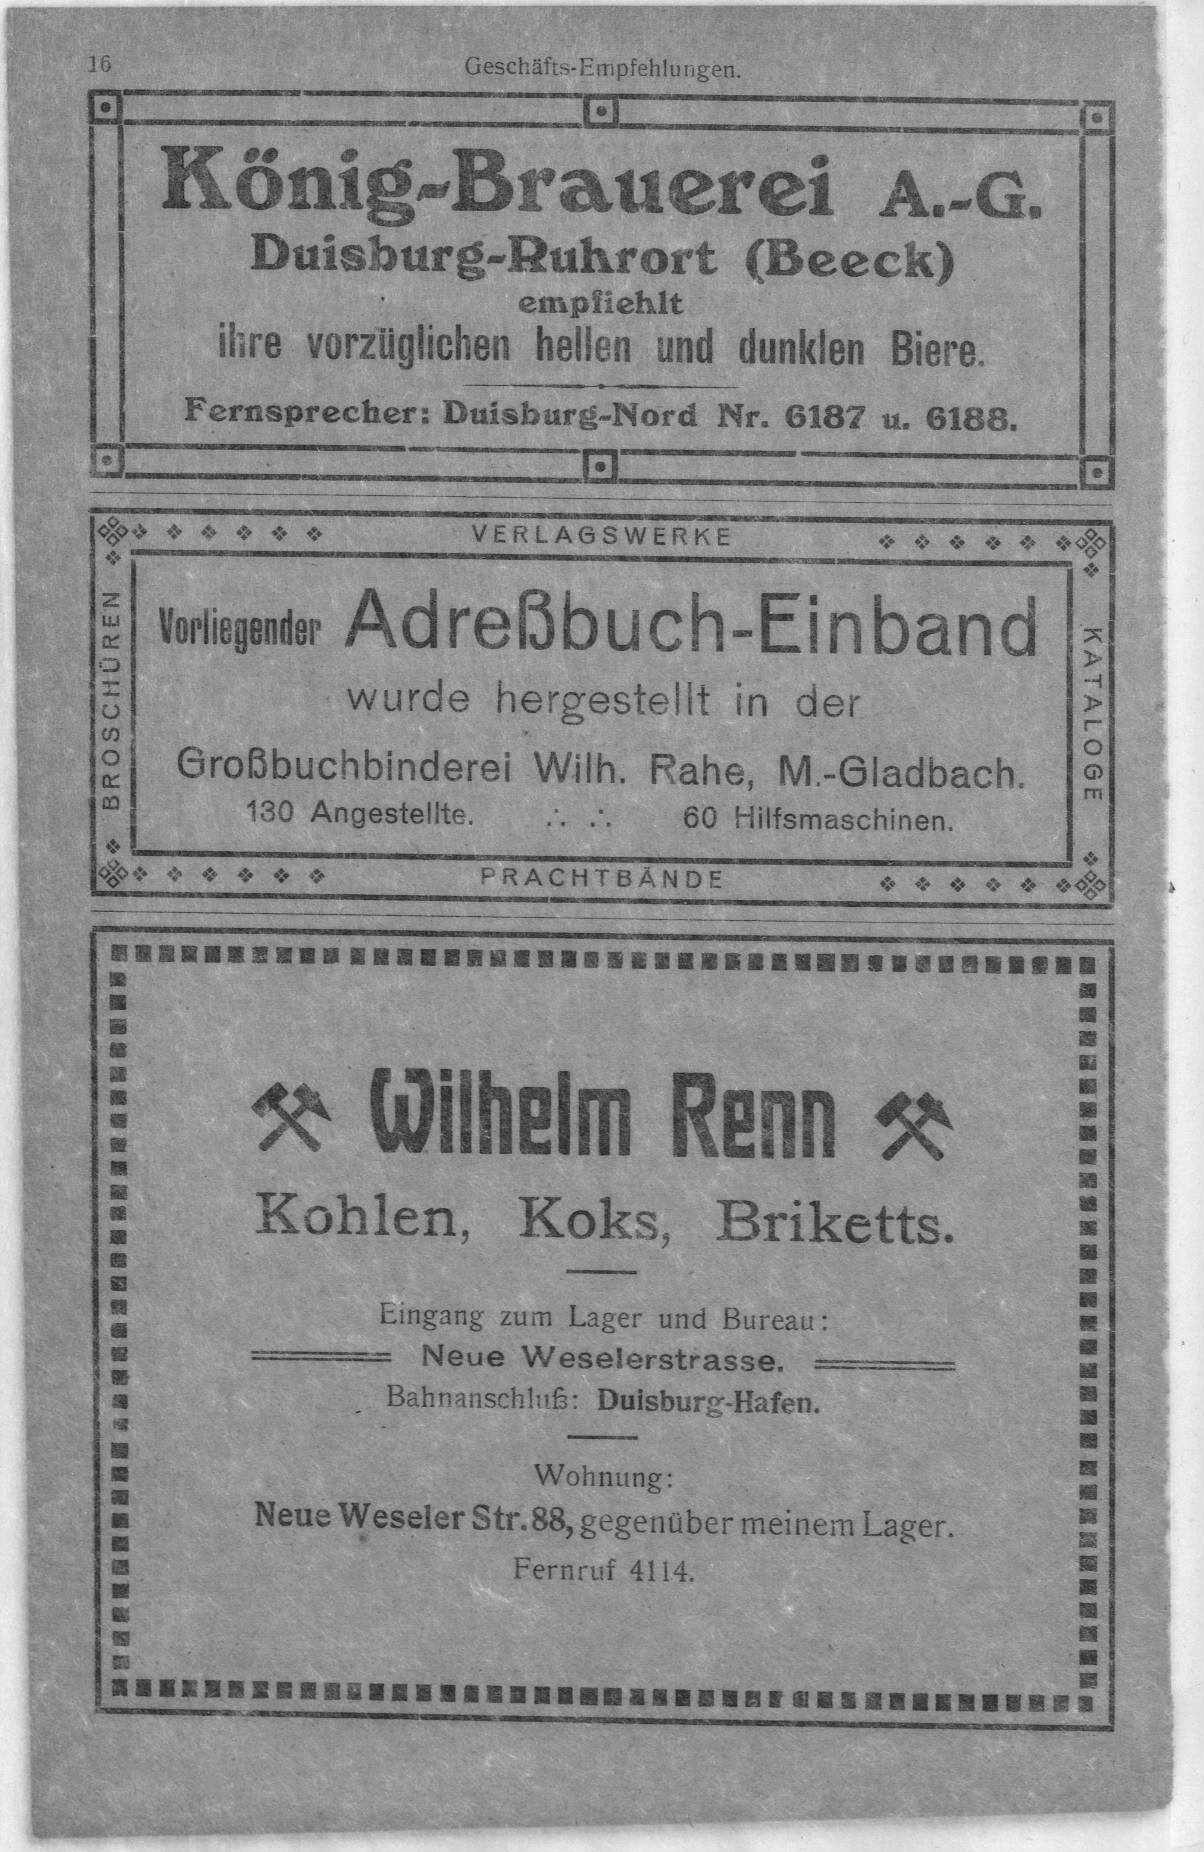 16
Geschäfts-Empfehlungen.
König-Brauerei A.-G.
Duisburg-Ruhrort (Beeck)
empfiehlt
ihre vorzüglichen hellen und dunklen Biere.
Fernsprecher: Duisburg-Nord Nr. 6187 u. 6188.
VERLAGSWERKE
BROSCHÜREN
Vorliegender Adreßbuch-Einband
wurde hergestellt in der
Großbuchbinderei Wilh. Rahe, M.-Gladbach.
130 Angestellte. ∴ ∴ 60 Hilfsmaschinen.
KATALOGE
PRACHTBÄNDE
Wilhelm Renn
Kohlen, Koks, Briketts.
Eingang zum Lager und Bureau:
Neue Weselerstrasse.
Bahnanschluß: Duisburg-Hafen.
Wohnung:
Neue Weseler Str. 88, gegenüber meinem Lager.
Fernruf 4114.